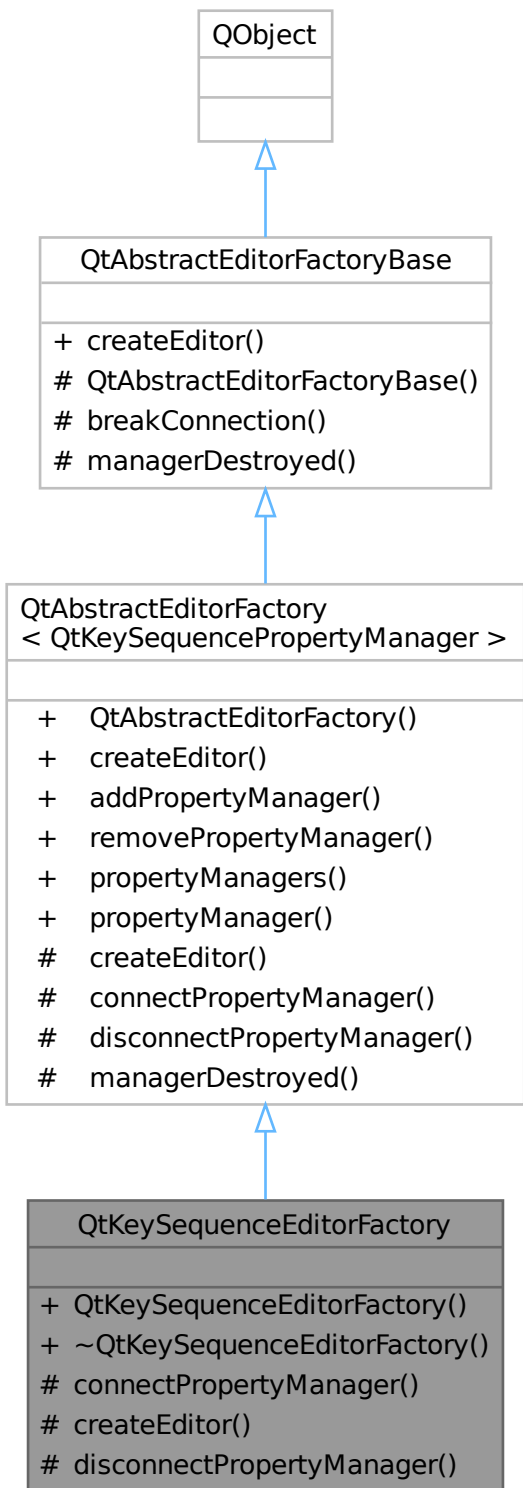 QObject
QtAbstractEditorFactoryBase
+ createEditor()
# QtAbstractEditorFactoryBase()
# breakConnection()
# managerDestroyed()
QtAbstractEditorFactory
< QtKeySequencePropertyManager >
+ QtAbstractEditorFactory()
+ createEditor()
+ addPropertyManager()
+ removePropertyManager()
+ propertyManagers()
+ propertyManager()
# createEditor()
# connectPropertyManager()
# disconnectPropertyManager()
# managerDestroyed()
QtKeySequenceEditorFactory
+ QtKeySequenceEditorFactory()
+ ~QtKeySequenceEditorFactory()
# connectPropertyManager()
# createEditor()
# disconnectPropertyManager()